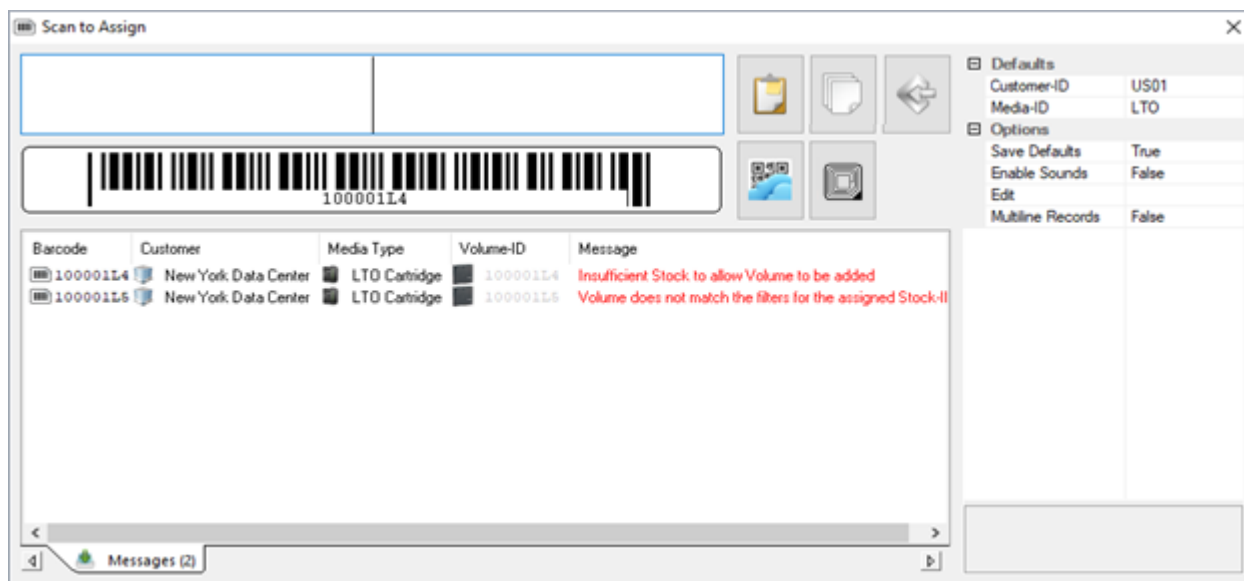 Scan to Assign
Defaults
Customer-ID US01
Media-ID LTO
Options
Save Defaults True
Enable Sounds False
Edit
Multiline Records False
100001L4
Barcode Customer Media Type Volume-ID Message
100001L4 New York Data Center LTO Cartridge 100001L4 Insufficient Stock to allow Volume to be added
100001L5 New York Data Center LTO Cartridge 100001L5 Volume does not match the filters for the assigned Stock-II
Messages (2)